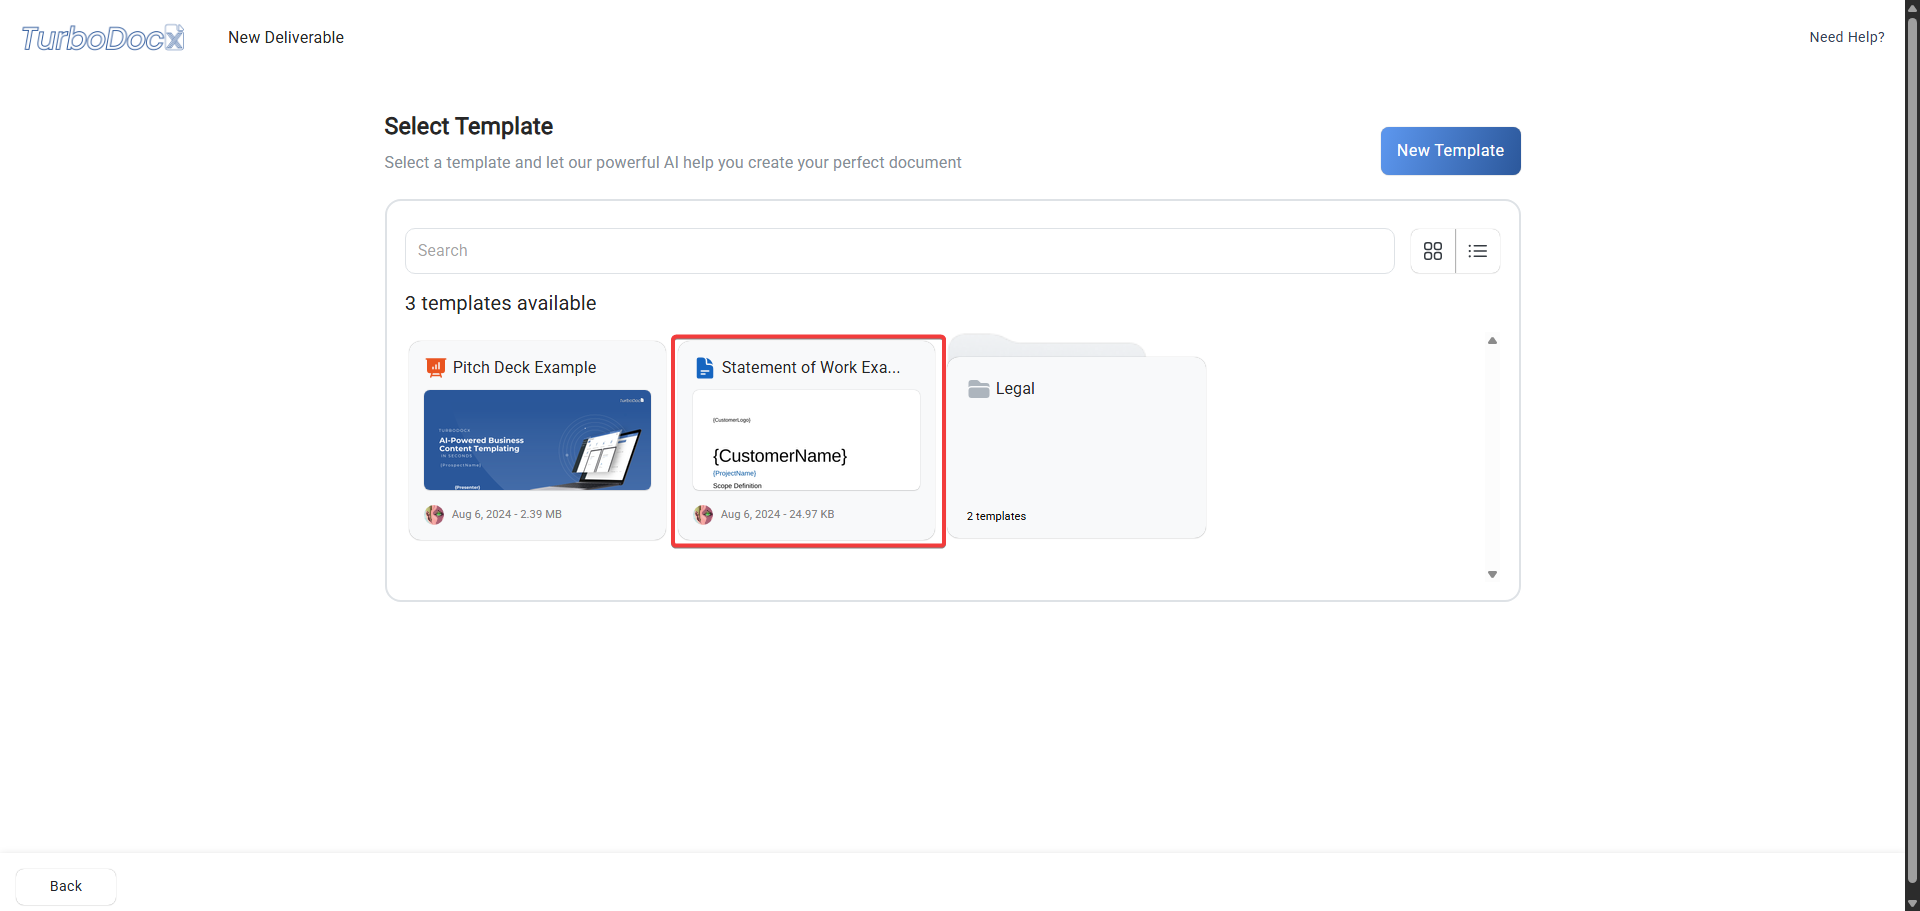 TurboDocX
New Deliverable
Need Help?
Select Template
Select a template and let our powerful AI help you create your perfect document
New Template
Search
3 templates available
Pitch Deck Example
TurboDocX
TURBODOCX
AI-Powered Business
Content Templating
IN SECONDS
{ProspectName}
{Presenter}
Aug 6, 2024 - 2.39 MB
Statement of Work Exa...
{CustomerLogo}
{CustomerName}
{ProjectName}
Scope Definition
Aug 6, 2024 - 24.97 KB
Legal
2 templates
Back